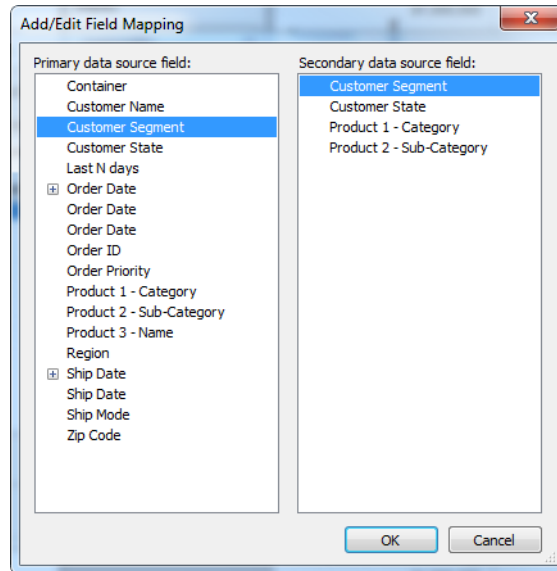 Add/Edit Field Mapping
Primary data source field:
Container
Customer Name
Customer Segment
Customer State
Last N days
Order Date
Order Date
Order Date
Order ID
Order Priority
Product 1 - Category
Product 2 - Sub-Category
Product 3 - Name
Region
Ship Date
Ship Date
Ship Mode
Zip Code
Secondary data source field:
Customer Segment
Customer State
Product 1 - Category
Product 2 - Sub-Category
OK
Cancel